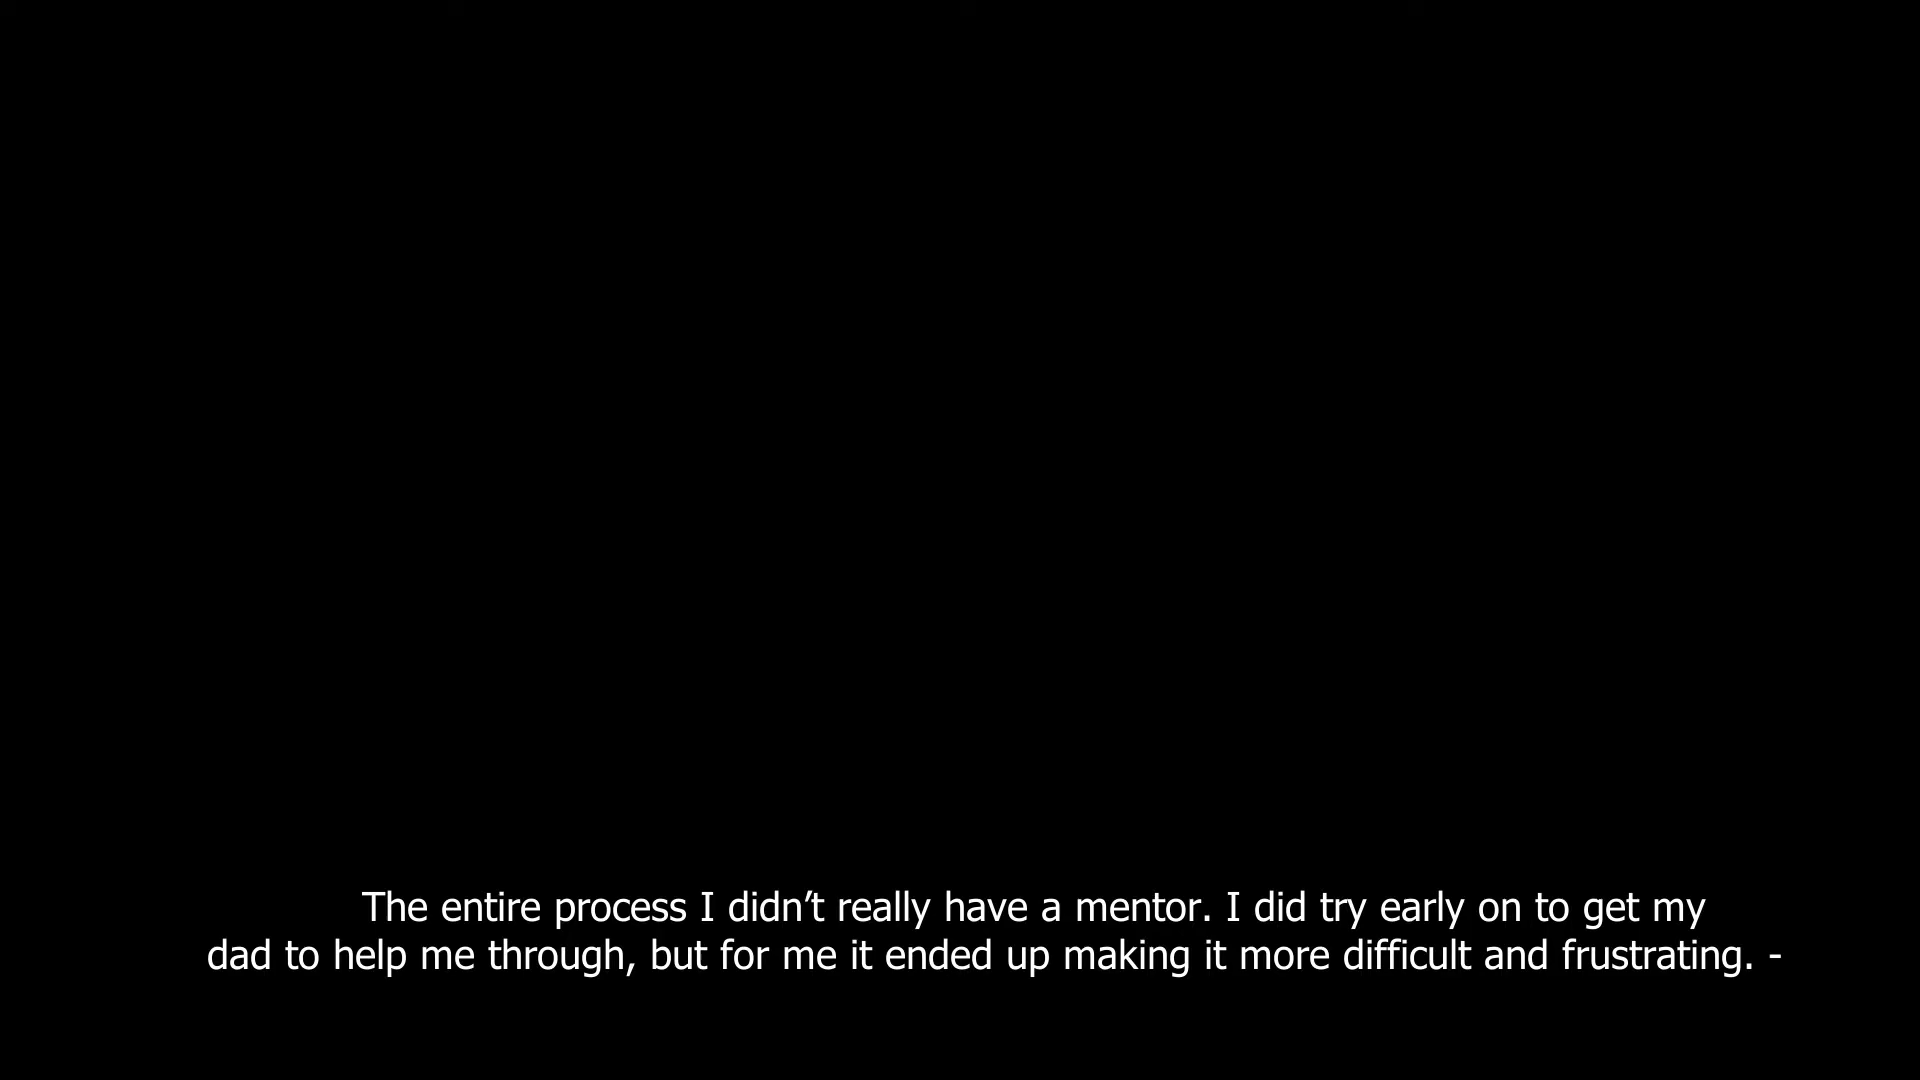 The entire process I didn’t really have a mentor. I did try early on to get my
dad to help me through, but for me it ended up making it more difficult and frustrating. -